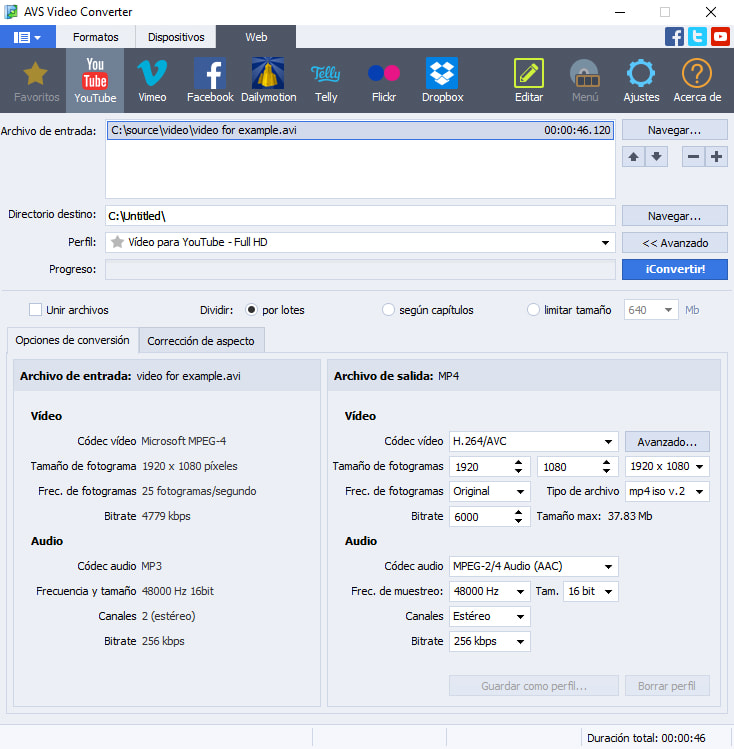 AVS Video Converter
Formatos Dispositivos Web
Favoritos YouTube Vimeo Facebook Dailymotion Telly Flickr Dropbox Editar Menú Ajustes Acerca de
Archivo de entrada: C:\source\video\video for example.avi 00:00:46.120 Navegar...
Directorio destino: C:\Untitled\ Navegar...
Perfil: Vídeo para YouTube - Full HD << Avanzado
Progreso: ¡Convertir!
Unir archivos Dividir: por lotes según capítulos limitar tamaño 640 Mb
Opciones de conversión Corrección de aspecto
Archivo de entrada: video for example.avi
Vídeo
Códec vídeo Microsoft MPEG-4
Tamaño de fotograma 1920 x 1080 píxeles
Frec. de fotogramas 25 fotogramas/segundo
Bitrate 4779 kbps
Audio
Códec audio MP3
Frecuencia y tamaño 48000 Hz 16bit
Canales 2 (estéreo)
Bitrate 256 kbps
Archivo de salida: MP4
Vídeo
Códec vídeo H.264/AVC Avanzado...
Tamaño de fotogramas 1920 1080 1920 x 1080
Frec. de fotogramas Original Tipo de archivo mp4 iso v.2
Bitrate 6000 Tamaño max: 37.83 Mb
Audio
Códec audio MPEG-2/4 Audio (AAC)
Frec. de muestreo: 48000 Hz Tam. 16 bit
Canales Estéreo
Bitrate 256 kbps
Guardar como perfil... Borrar perfil
Duración total: 00:00:46